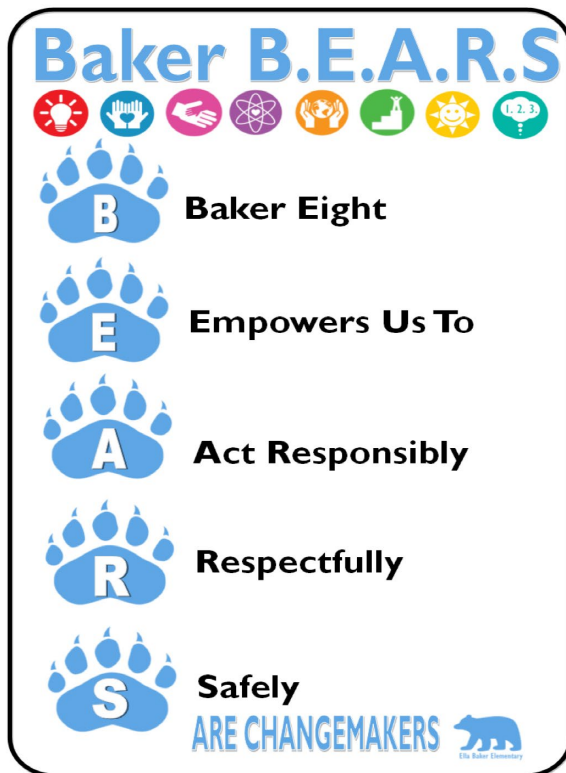 Baker B.E.A.R.S
1. 2. 3.
B Baker Eight
E Empowers Us To
A Act Responsibly
R Respectfully
S Safely
ARE CHANGEMAKERS
Ella Baker Elementary